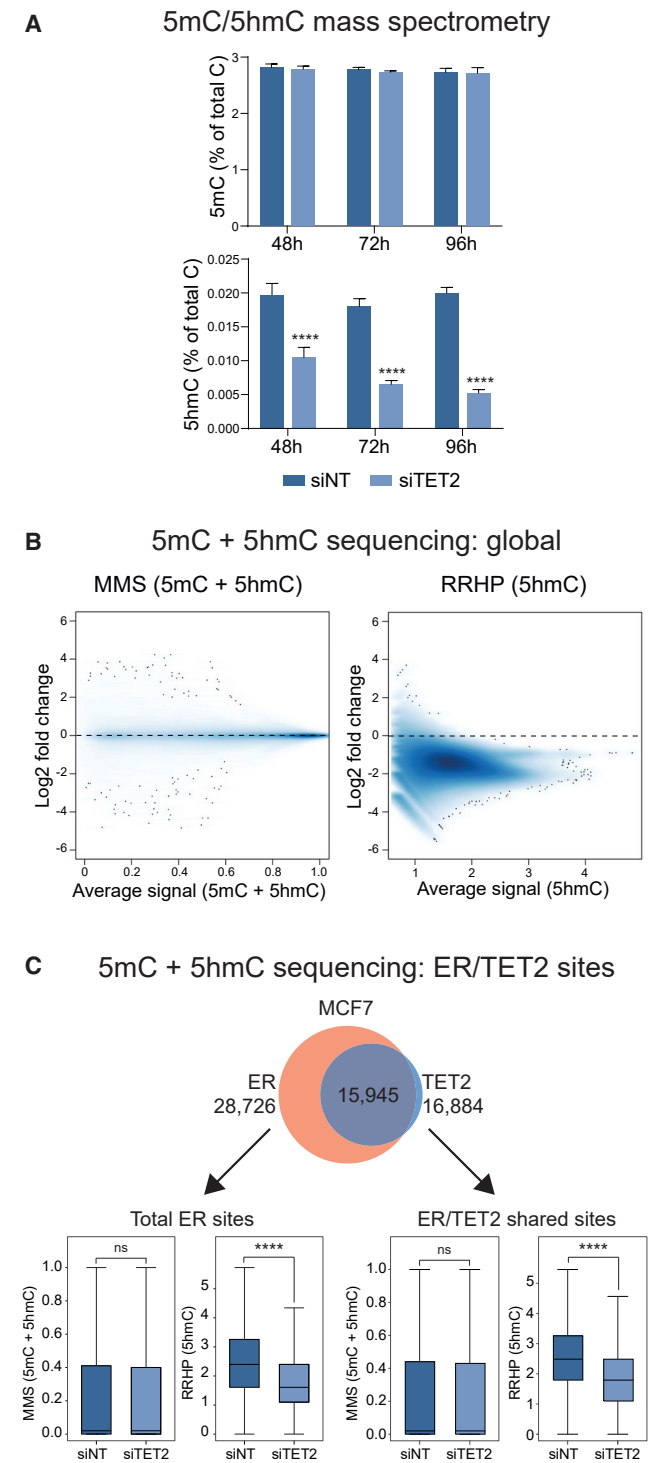 A
5mC/5hmC mass spectrometry
5mC (% of total C)
3
2
1
0
48h
72h
96h
5hmC (% of total C)
0.025
0.020
0.015
0.010
0.005
0.000
****
****
****
48h
72h
96h
siNT
siTET2
B
5mC + 5hmC sequencing: global
MMS (5mC + 5hmC)
Log2 fold change
6
4
2
0
-2
-4
-6
0
0.2
0.4
0.6
0.8
1.0
Average signal (5mC + 5hmC)
RRHP (5hmC)
Log2 fold change
6
4
2
0
-2
-4
-6
1
2
3
4
Average signal (5hmC)
C
5mC + 5hmC sequencing: ER/TET2 sites
MCF7
ER
28,726
15,945
TET2
16,884
Total ER sites
MMS (5mC + 5hmC)
1.0
0.8
0.6
0.4
0.2
0.0
ns
siNT
siTET2
RRHP (5hmC)
5
4
3
2
1
0
****
siNT
siTET2
ER/TET2 shared sites
MMS (5mC + 5hmC)
1.0
0.8
0.6
0.4
0.2
0.0
ns
siNT
siTET2
RRHP (5hmC)
5
4
3
2
1
0
****
siNT
siTET2